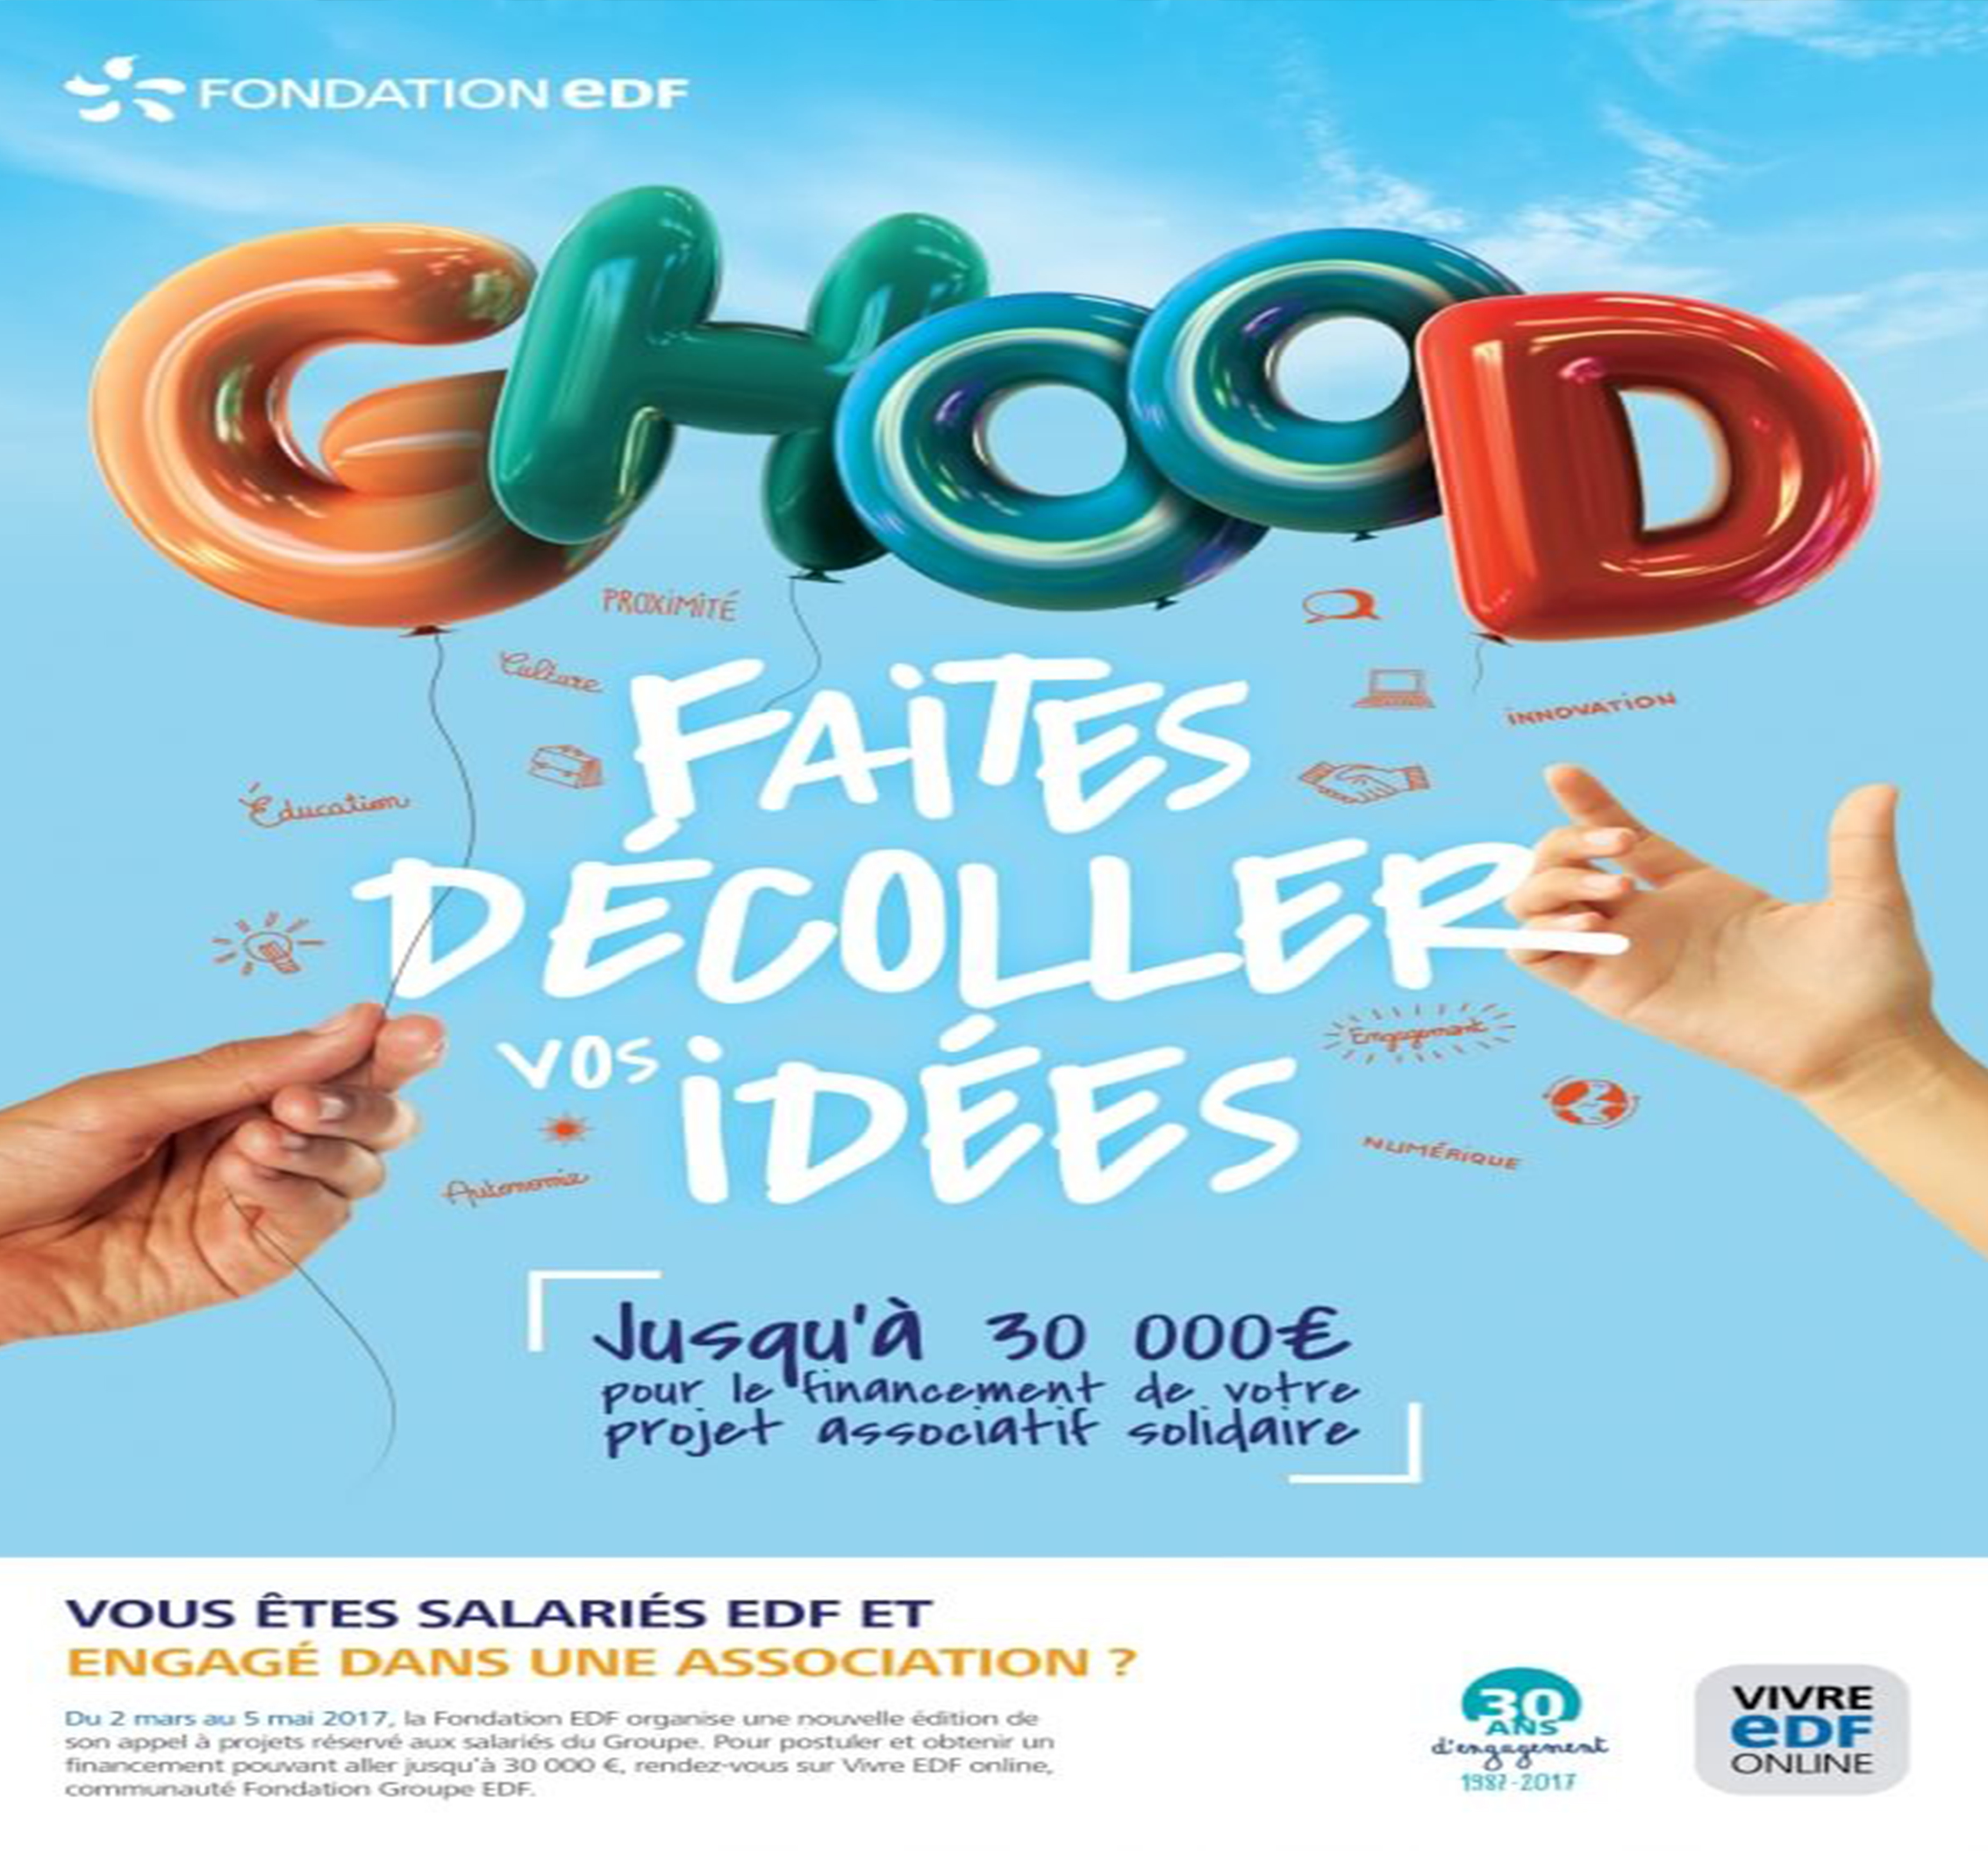 FONDATION eDF
GHOOD
PROXiMiTÉ
Culture
INNOVATION
Éducation
FAiTES
DÉCOLLER
VOS iDÉES
Engagement
NUMÉRIQUE
Autonomie
Jusqu'à 30 000€
pour le financement de votre
projet associatif solidaire
VOUS ÊTES SALARIÉS EDF ET
ENGAGÉ DANS UNE ASSOCIATION ?
Du 2 mars au 5 mai 2017, la Fondation EDF organise une nouvelle édition de
son appel à projets réservé aux salariés du Groupe. Pour postuler et obtenir un
financement pouvant aller jusqu'à 30 000 €, rendez-vous sur Vivre EDF online,
communauté Fondation Groupe EDF.
30
ANS
d'engagement
1987-2017
VIVRE
eDF
ONLINE